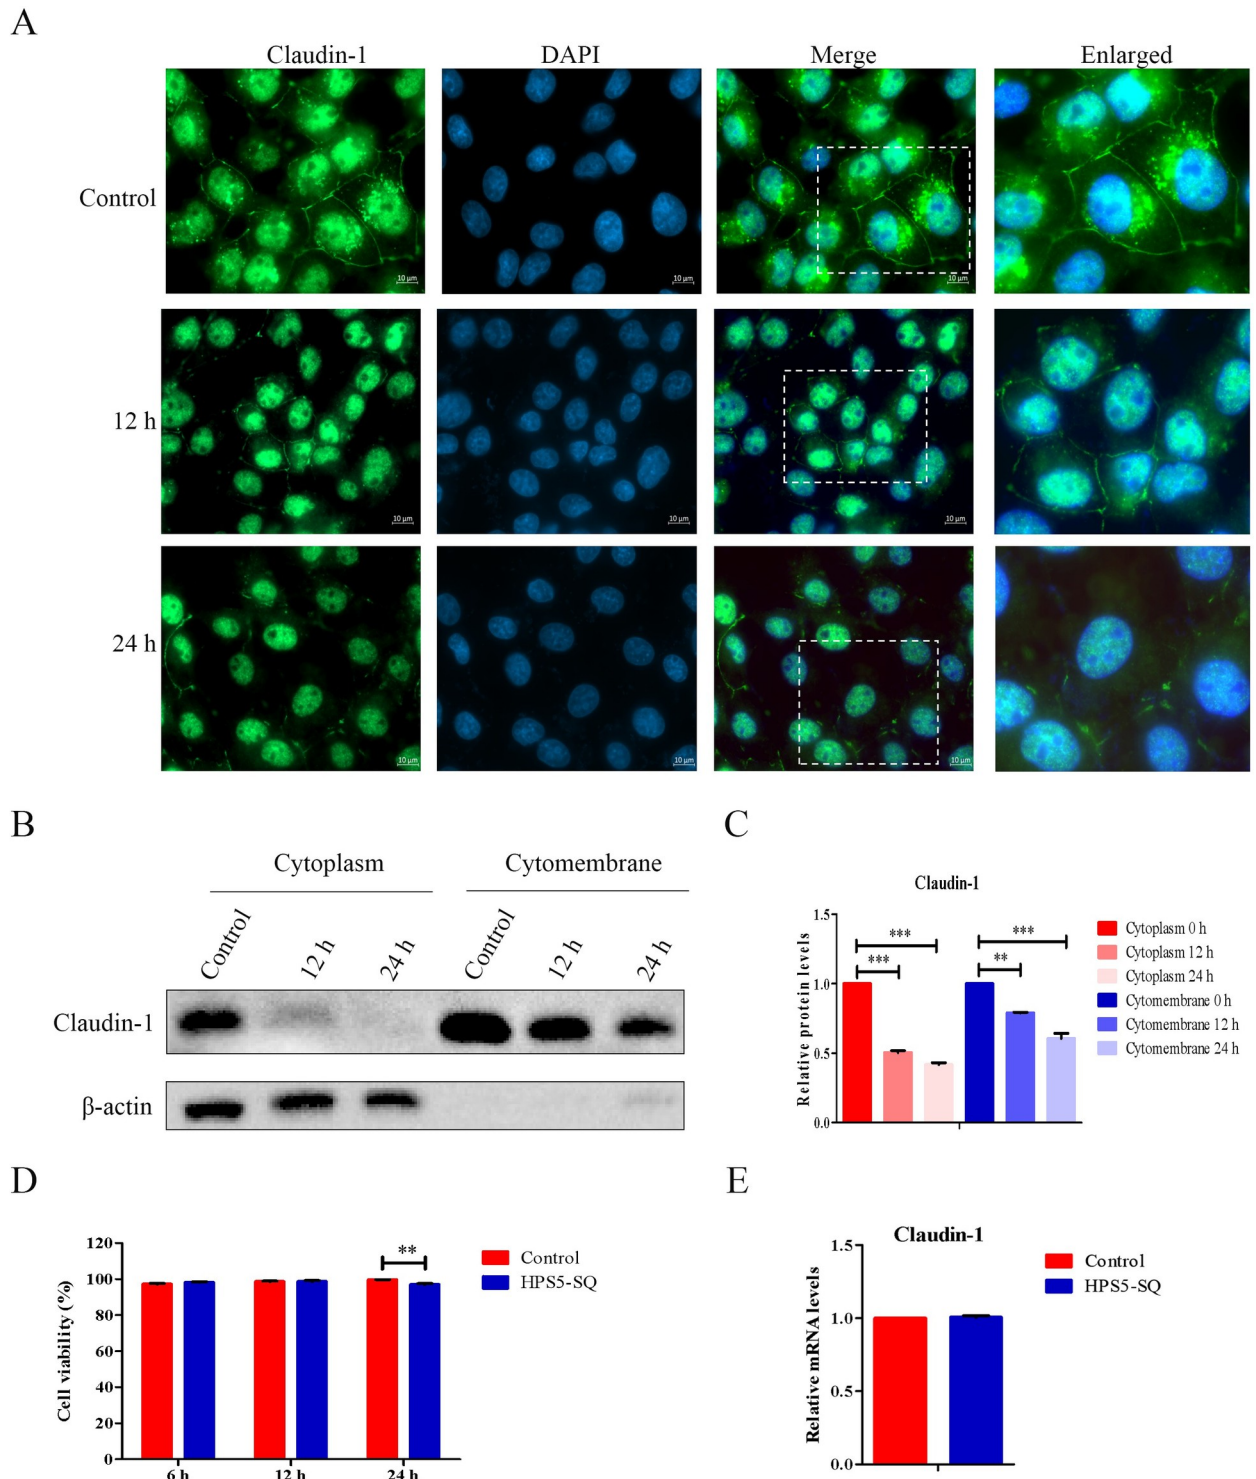 A
Claudin-1 DAPI Merge Enlarged
Control
10 μm 10 μm 10 μm
12 h
10 μm 10 μm 10 μm
24 h
10 μm 10 μm 10 μm
B
Cytoplasm Cytomembrane
Control 12 h 24 h Control 12 h 24 h
Claudin-1
β-actin
C
Claudin-1
Relative protein levels
1.5
1.0
0.5
0.0
*** *** ** ***
Cytoplasm 0 h
Cytoplasm 12 h
Cytoplasm 24 h
Cytomembrane 0 h
Cytomembrane 12 h
Cytomembrane 24 h
D
Cell viability (%)
120
100
80
60
40
20
0
**
6 h 12 h 24 h
Control
HPS5-SQ
E
Claudin-1
Relative mRNA levels
1.5
1.0
0.5
0.0
Control
HPS5-SQ